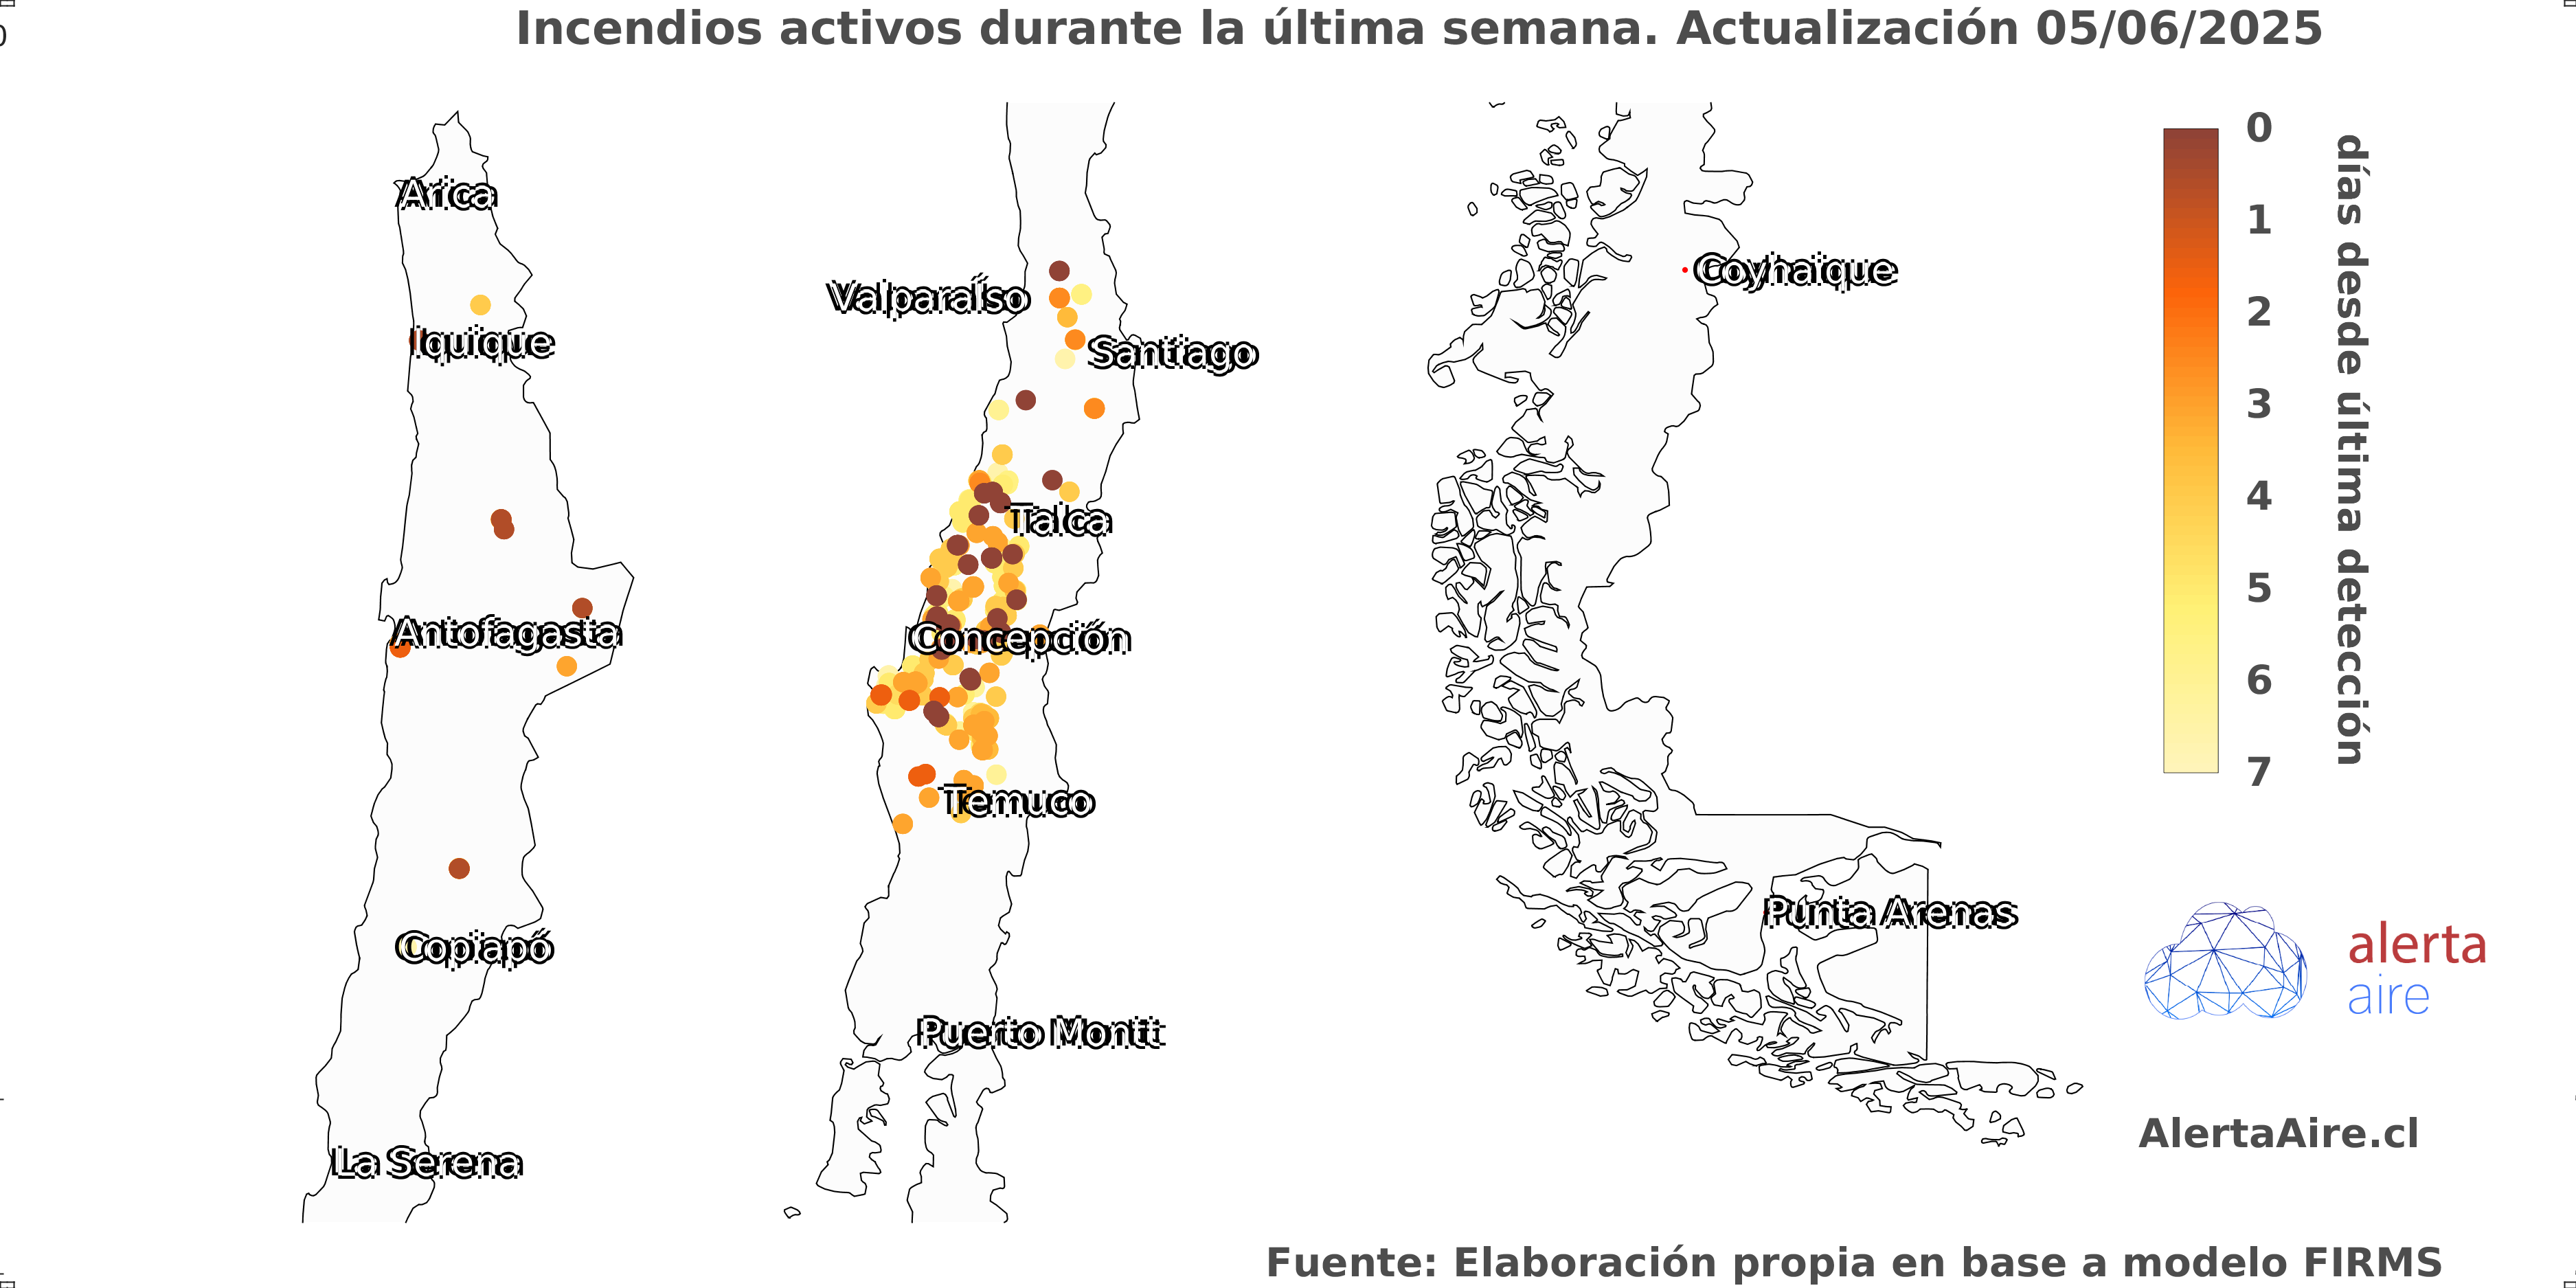 Incendios activos durante la última semana. Actualización 05/06/2025
0
Arica
Iquique
Antofagasta
Copiapó
La Serena
Valparaíso
Santiago
Talca
Concepción
Temuco
Puerto Montt
Coyhaique
Punta Arenas
0
1
2
3
4
5
6
7
días desde última detección
alerta
aire
AlertaAire.cl
Fuente: Elaboración propia en base a modelo FIRMS